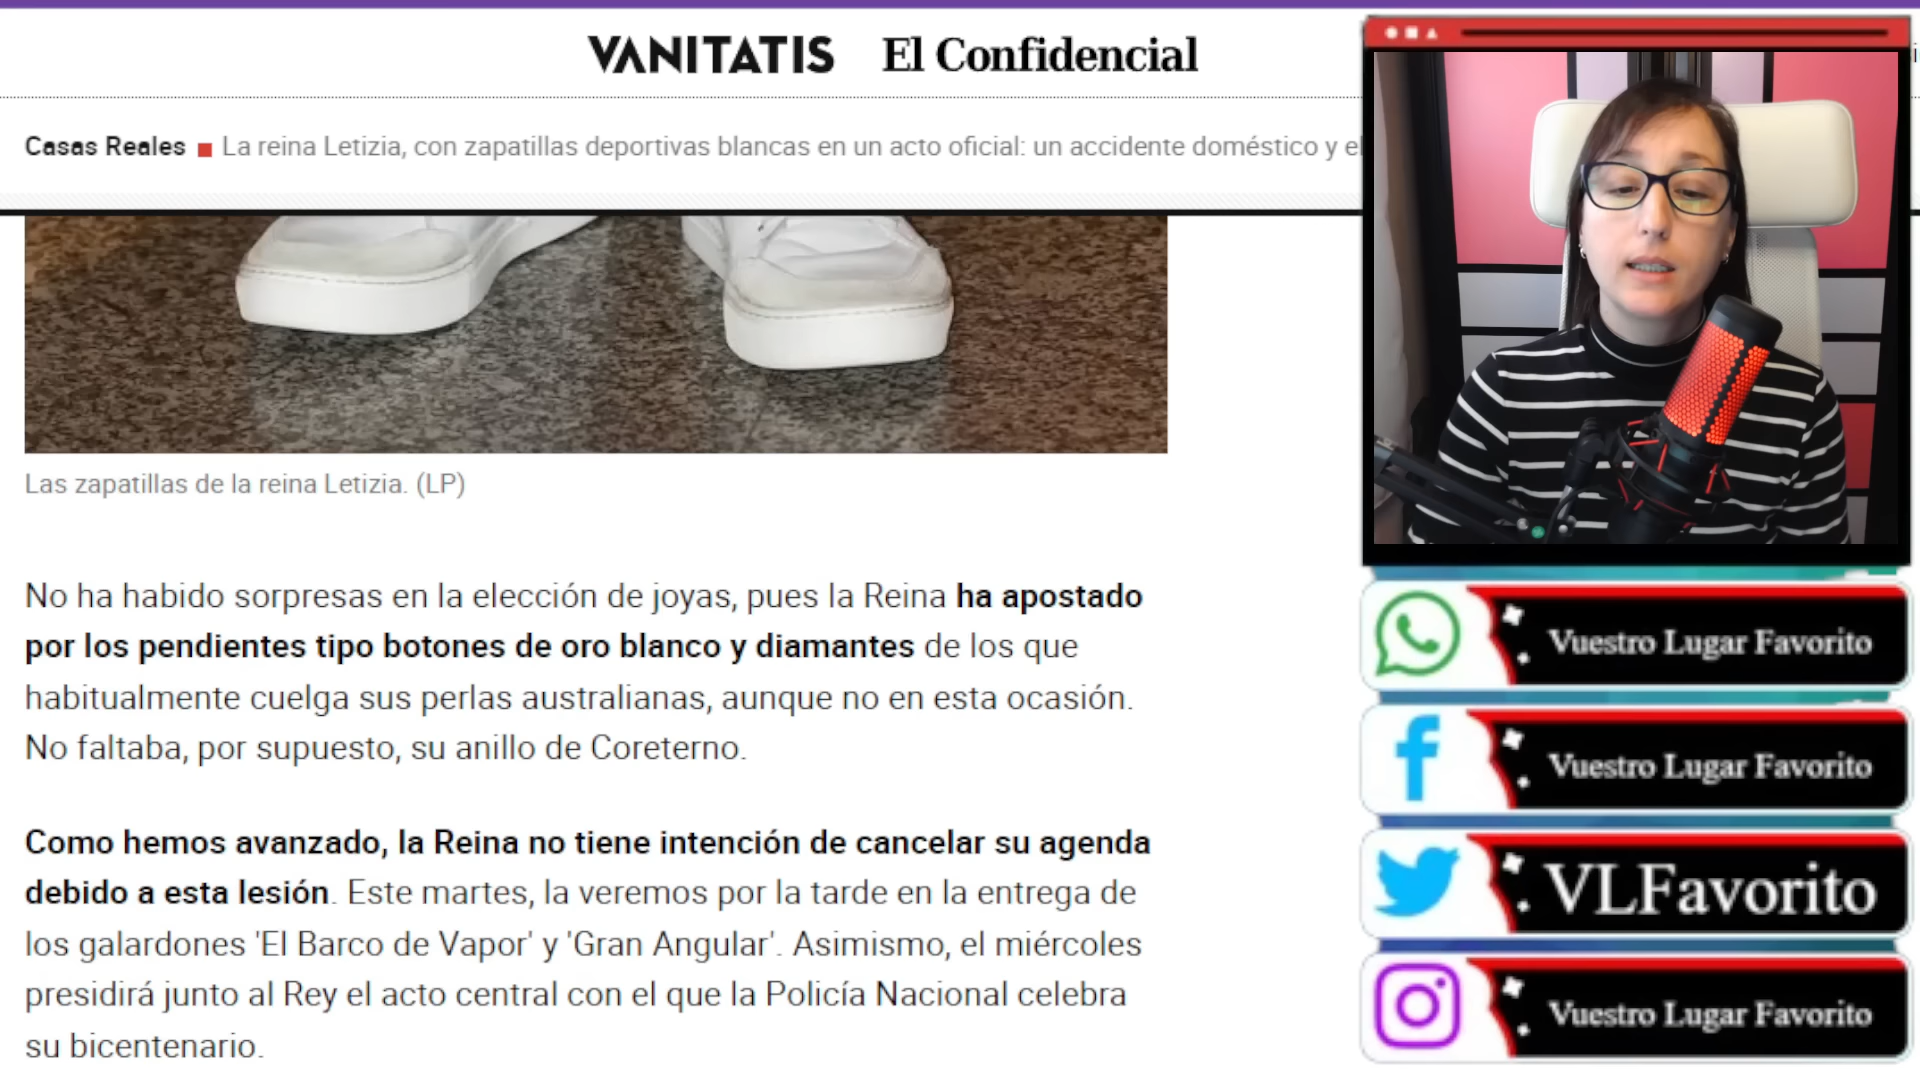 VANITATIS El Confidencial
Casas Reales La reina Letizia, con zapatillas deportivas blancas en un acto oficial: un accidente doméstico y el
Las zapatillas de la reina Letizia. (LP)
No ha habido sorpresas en la elección de joyas, pues la Reina ha apostado
por los pendientes tipo botones de oro blanco y diamantes de los que
habitualmente cuelga sus perlas australianas, aunque no en esta ocasión.
No faltaba, por supuesto, su anillo de Coreterno.
Como hemos avanzado, la Reina no tiene intención de cancelar su agenda
debido a esta lesión. Este martes, la veremos por la tarde en la entrega de
los galardones 'El Barco de Vapor' y 'Gran Angular'. Asimismo, el miércoles
presidirá junto al Rey el acto central con el que la Policía Nacional celebra
su bicentenario.
Vuestro Lugar Favorito
Vuestro Lugar Favorito
VLFavorito
Vuestro Lugar Favorito